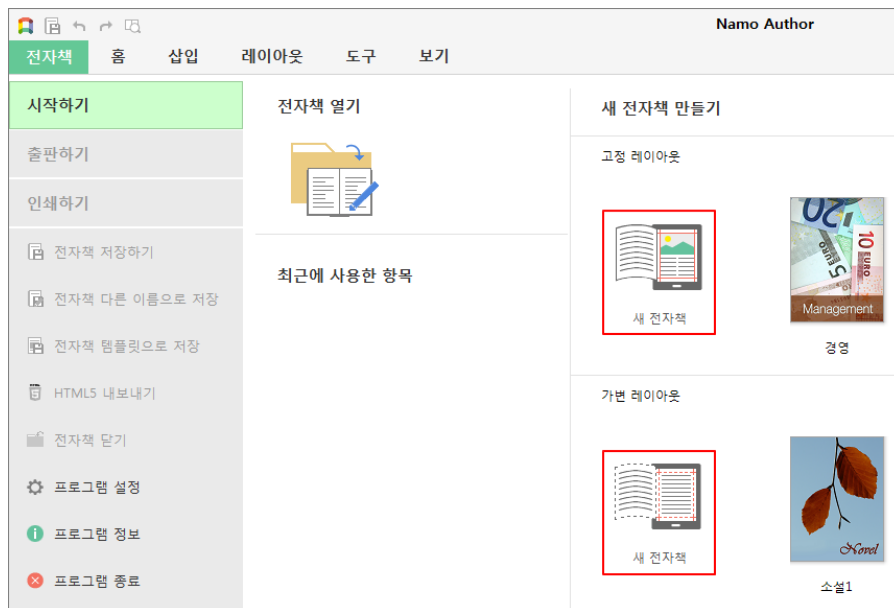 Namo Author
전자책 홈 삽입 레이아웃 도구 보기
시작하기
출판하기
인쇄하기
전자책 저장하기
전자책 다른 이름으로 저장
전자책 템플릿으로 저장
HTML5 내보내기
전자책 닫기
프로그램 설정
프로그램 정보
프로그램 종료
전자책 열기
최근에 사용한 항목
새 전자책 만들기
고정 레이아웃
새 전자책
20
10 EURO
5 EURO
Management
경영
가변 레이아웃
새 전자책
Novel
소설1